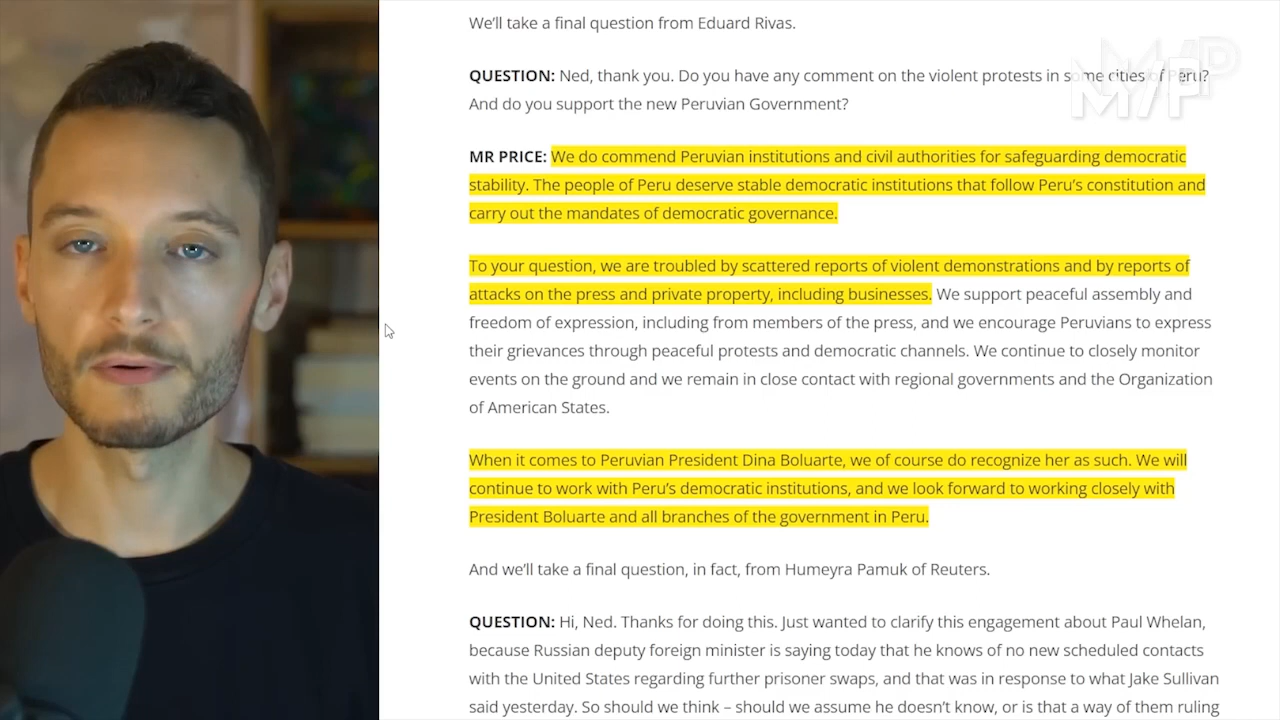 We'll take a final question from Eduard Rivas.
QUESTION: Ned, thank you. Do you have any comment on the violent protests in some cities of Peru?
And do you support the new Peruvian Government?
MR PRICE: We do commend Peruvian institutions and civil authorities for safeguarding democratic
stability. The people of Peru deserve stable democratic institutions that follow Peru's constitution and
carry out the mandates of democratic governance.
To your question, we are troubled by scattered reports of violent demonstrations and by reports of
attacks on the press and private property, including businesses. We support peaceful assembly and
freedom of expression, including from members of the press, and we encourage Peruvians to express
their grievances through peaceful protests and democratic channels. We continue to closely monitor
events on the ground and we remain in close contact with regional governments and the Organization
of American States.
When it comes to Peruvian President Dina Boluarte, we of course do recognize her as such. We will
continue to work with Peru's democratic institutions, and we look forward to working closely with
President Boluarte and all branches of the government in Peru.
And we'll take a final question, in fact, from Humeyra Pamuk of Reuters.
QUESTION: Hi, Ned. Thanks for doing this. Just wanted to clarify this engagement about Paul Whelan,
because Russian deputy foreign minister is saying today that he knows of no new scheduled contacts
with the United States regarding further prisoner swaps, and that was in response to what Jake Sullivan
said yesterday. So should we think – should we assume he doesn't know, or is that a way of them ruling